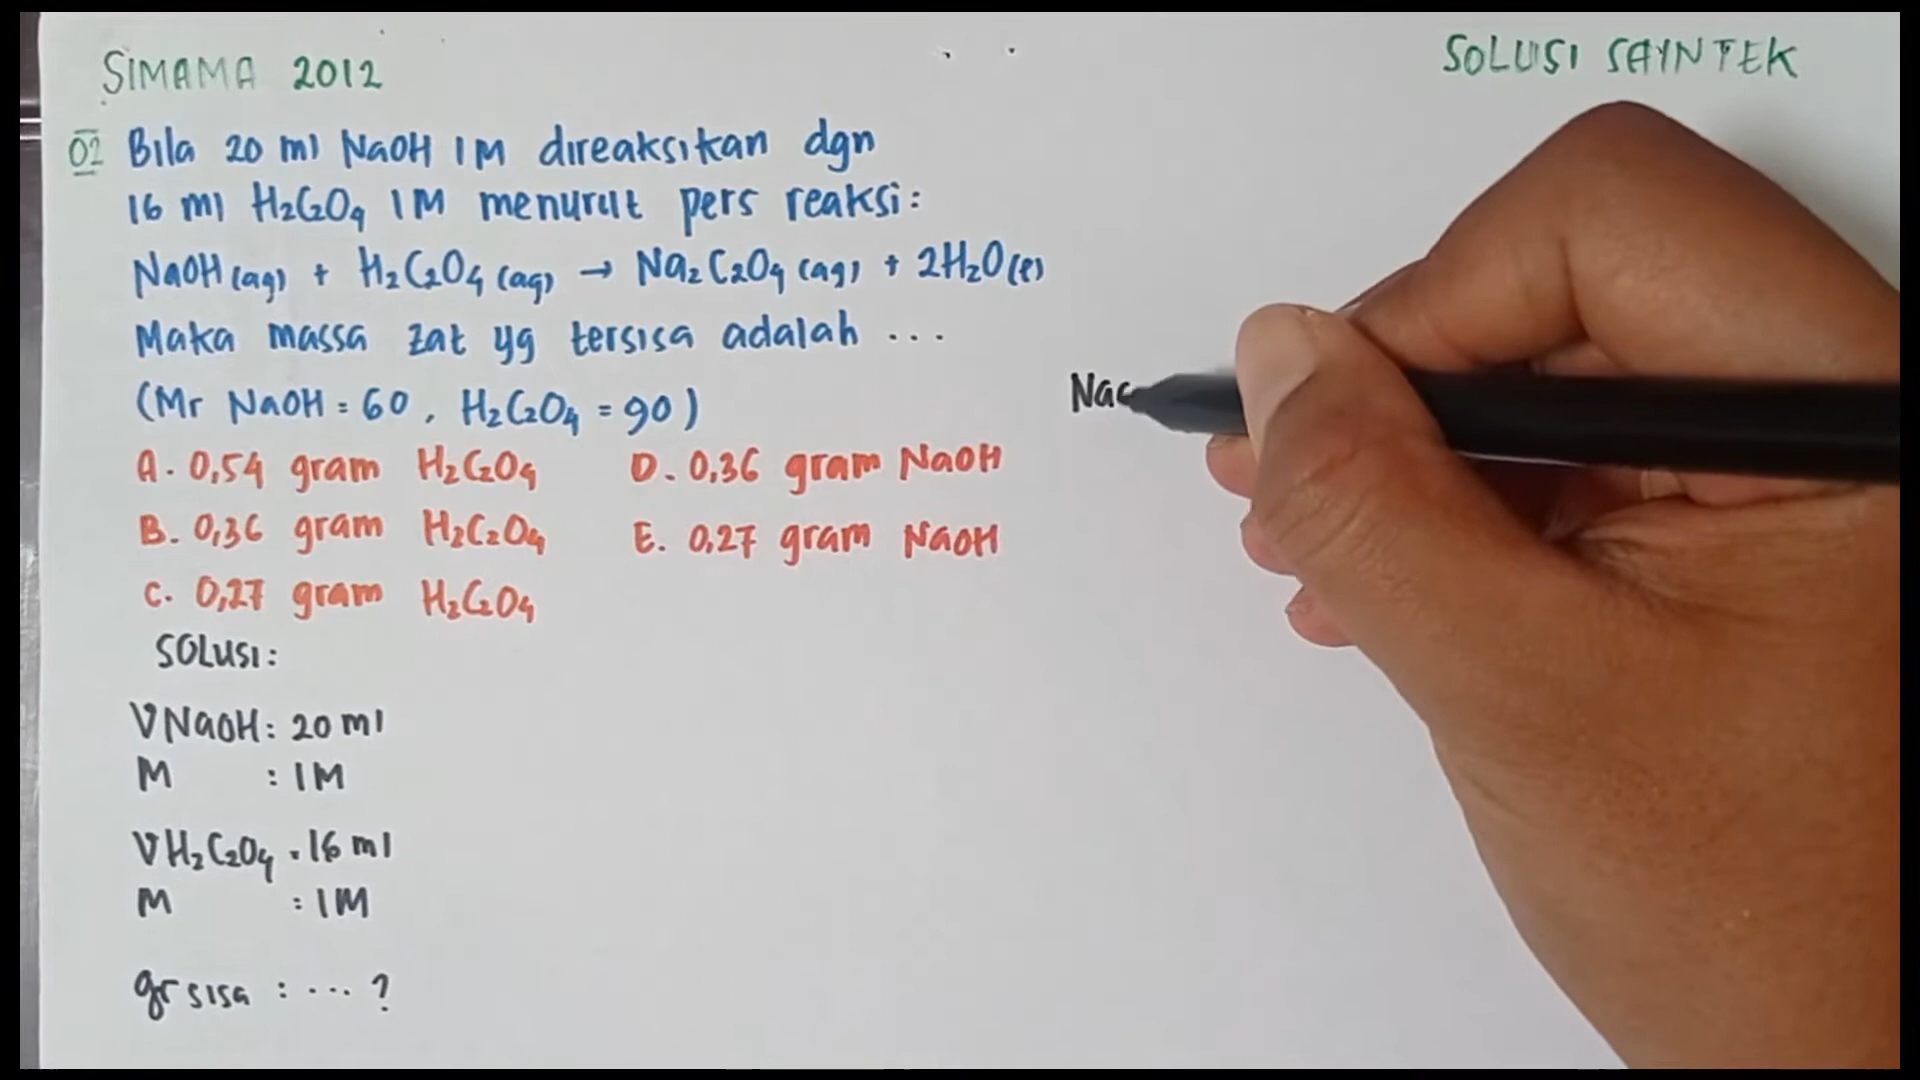 SIMAMA 2012
SOLUSI SAINTEK
02 Bila 20 ml NaOH 1M direaksikan dgn
16 ml H₂C₂O₄ 1M menurut pers reaksi:
NaOH (aq) + H₂C₂O₄ (aq) → Na₂C₂O₄ (aq) + 2H₂O (l)
Maka massa zat yg tersisa adalah ...
(Mr NaOH = 60, H₂C₂O₄ = 90)
A. 0,54 gram H₂C₂O₄ D. 0,36 gram NaOH
B. 0,36 gram H₂C₂O₄ E. 0,27 gram NaOH
C. 0,27 gram H₂C₂O₄
SOLUSI:
V NaOH: 20 ml
M : 1M
V H₂C₂O₄ = 16 ml
M : 1M
gr sisa : ... ?